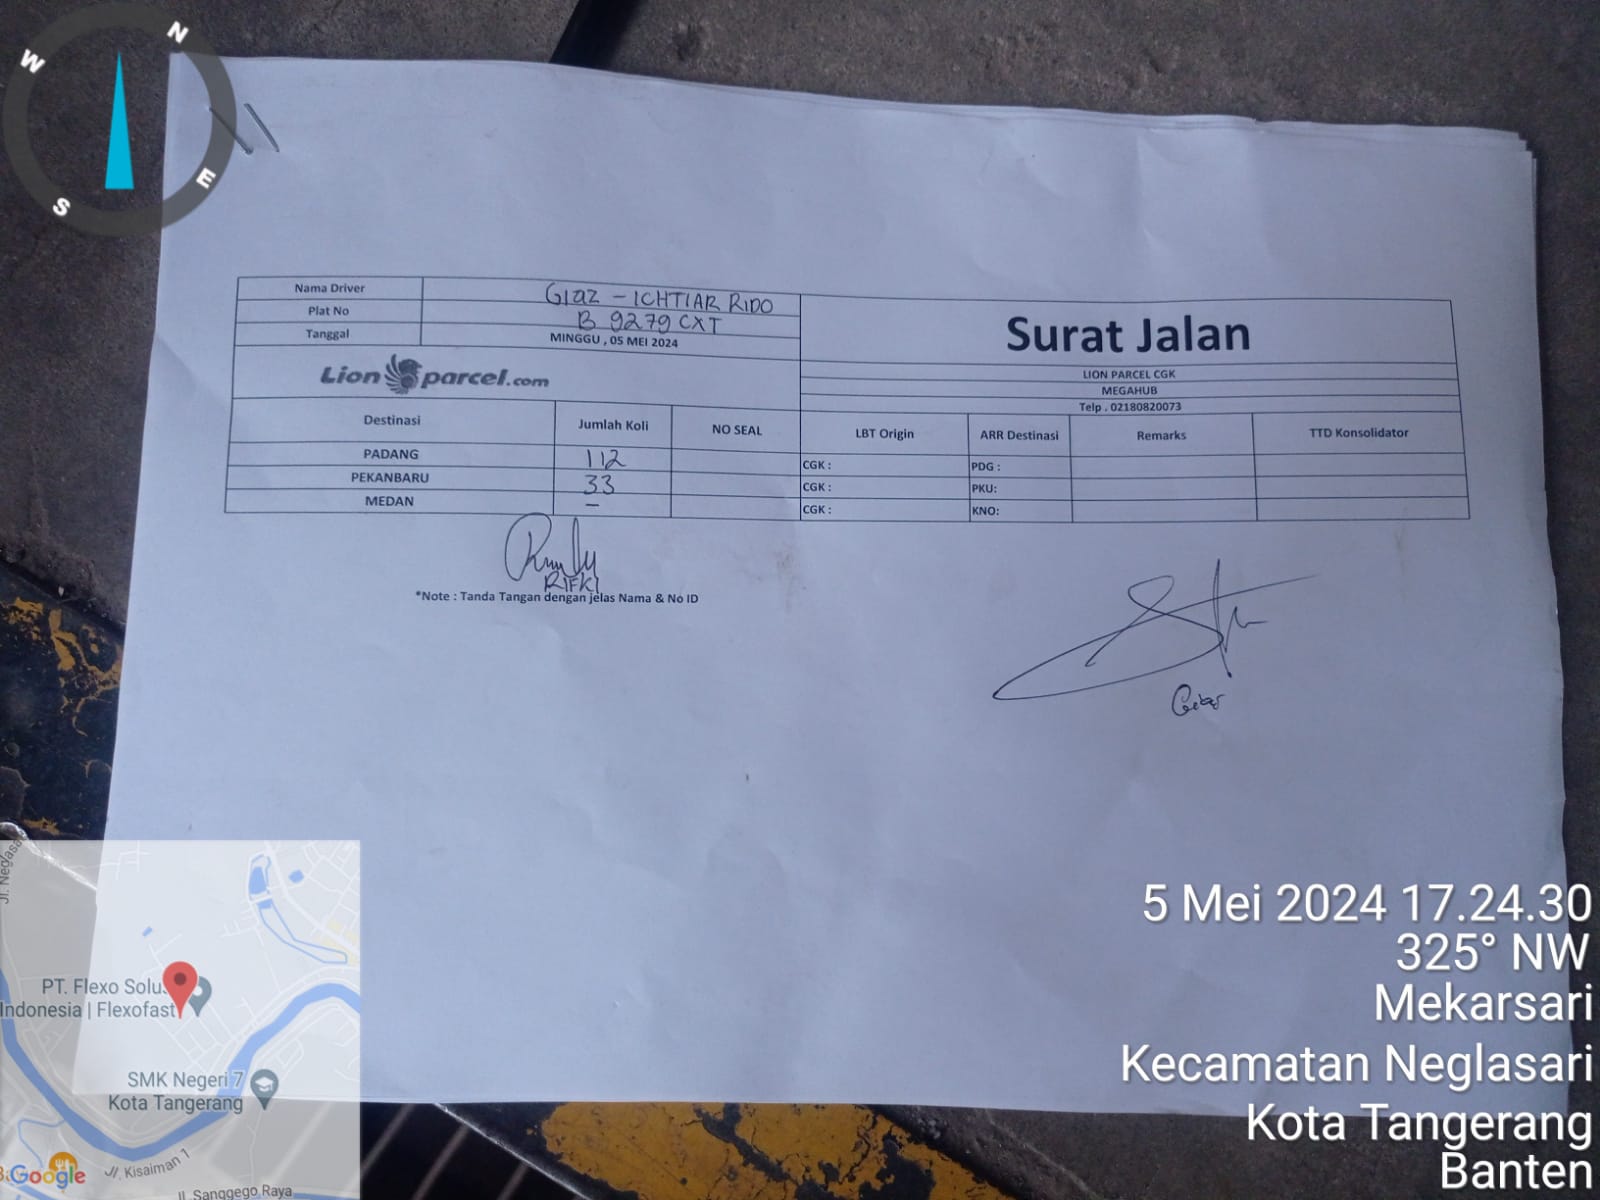 N
W
E
S
Nama Driver GIAZ - ICHTIAR RIDO
Plat No B 9279 CXT
Tanggal MINGGU , 05 MEI 2024
Surat Jalan
LION PARCEL CGK
MEGAHUB
Telp . 02180820073
Lion parcel.com
Destinasi Jumlah Koli NO SEAL LBT Origin ARR Destinasi Remarks TTD Konsolidator
PADANG 112 CGK : PDG :
PEKANBARU 33 CGK : PKU:
MEDAN - CGK : KNO:
RIFKI
*Note : Tanda Tangan dengan jelas Nama & No ID
5 Mei 2024 17.24.30
325° NW
Mekarsari
Kecamatan Neglasari
Kota Tangerang
Banten
Jl. Neglasa
PT. Flexo Solu
Indonesia | Flexofast
SMK Negeri 7
Kota Tangerang
Google
Jl. Kisaiman 1
Jl. Sanggego Raya